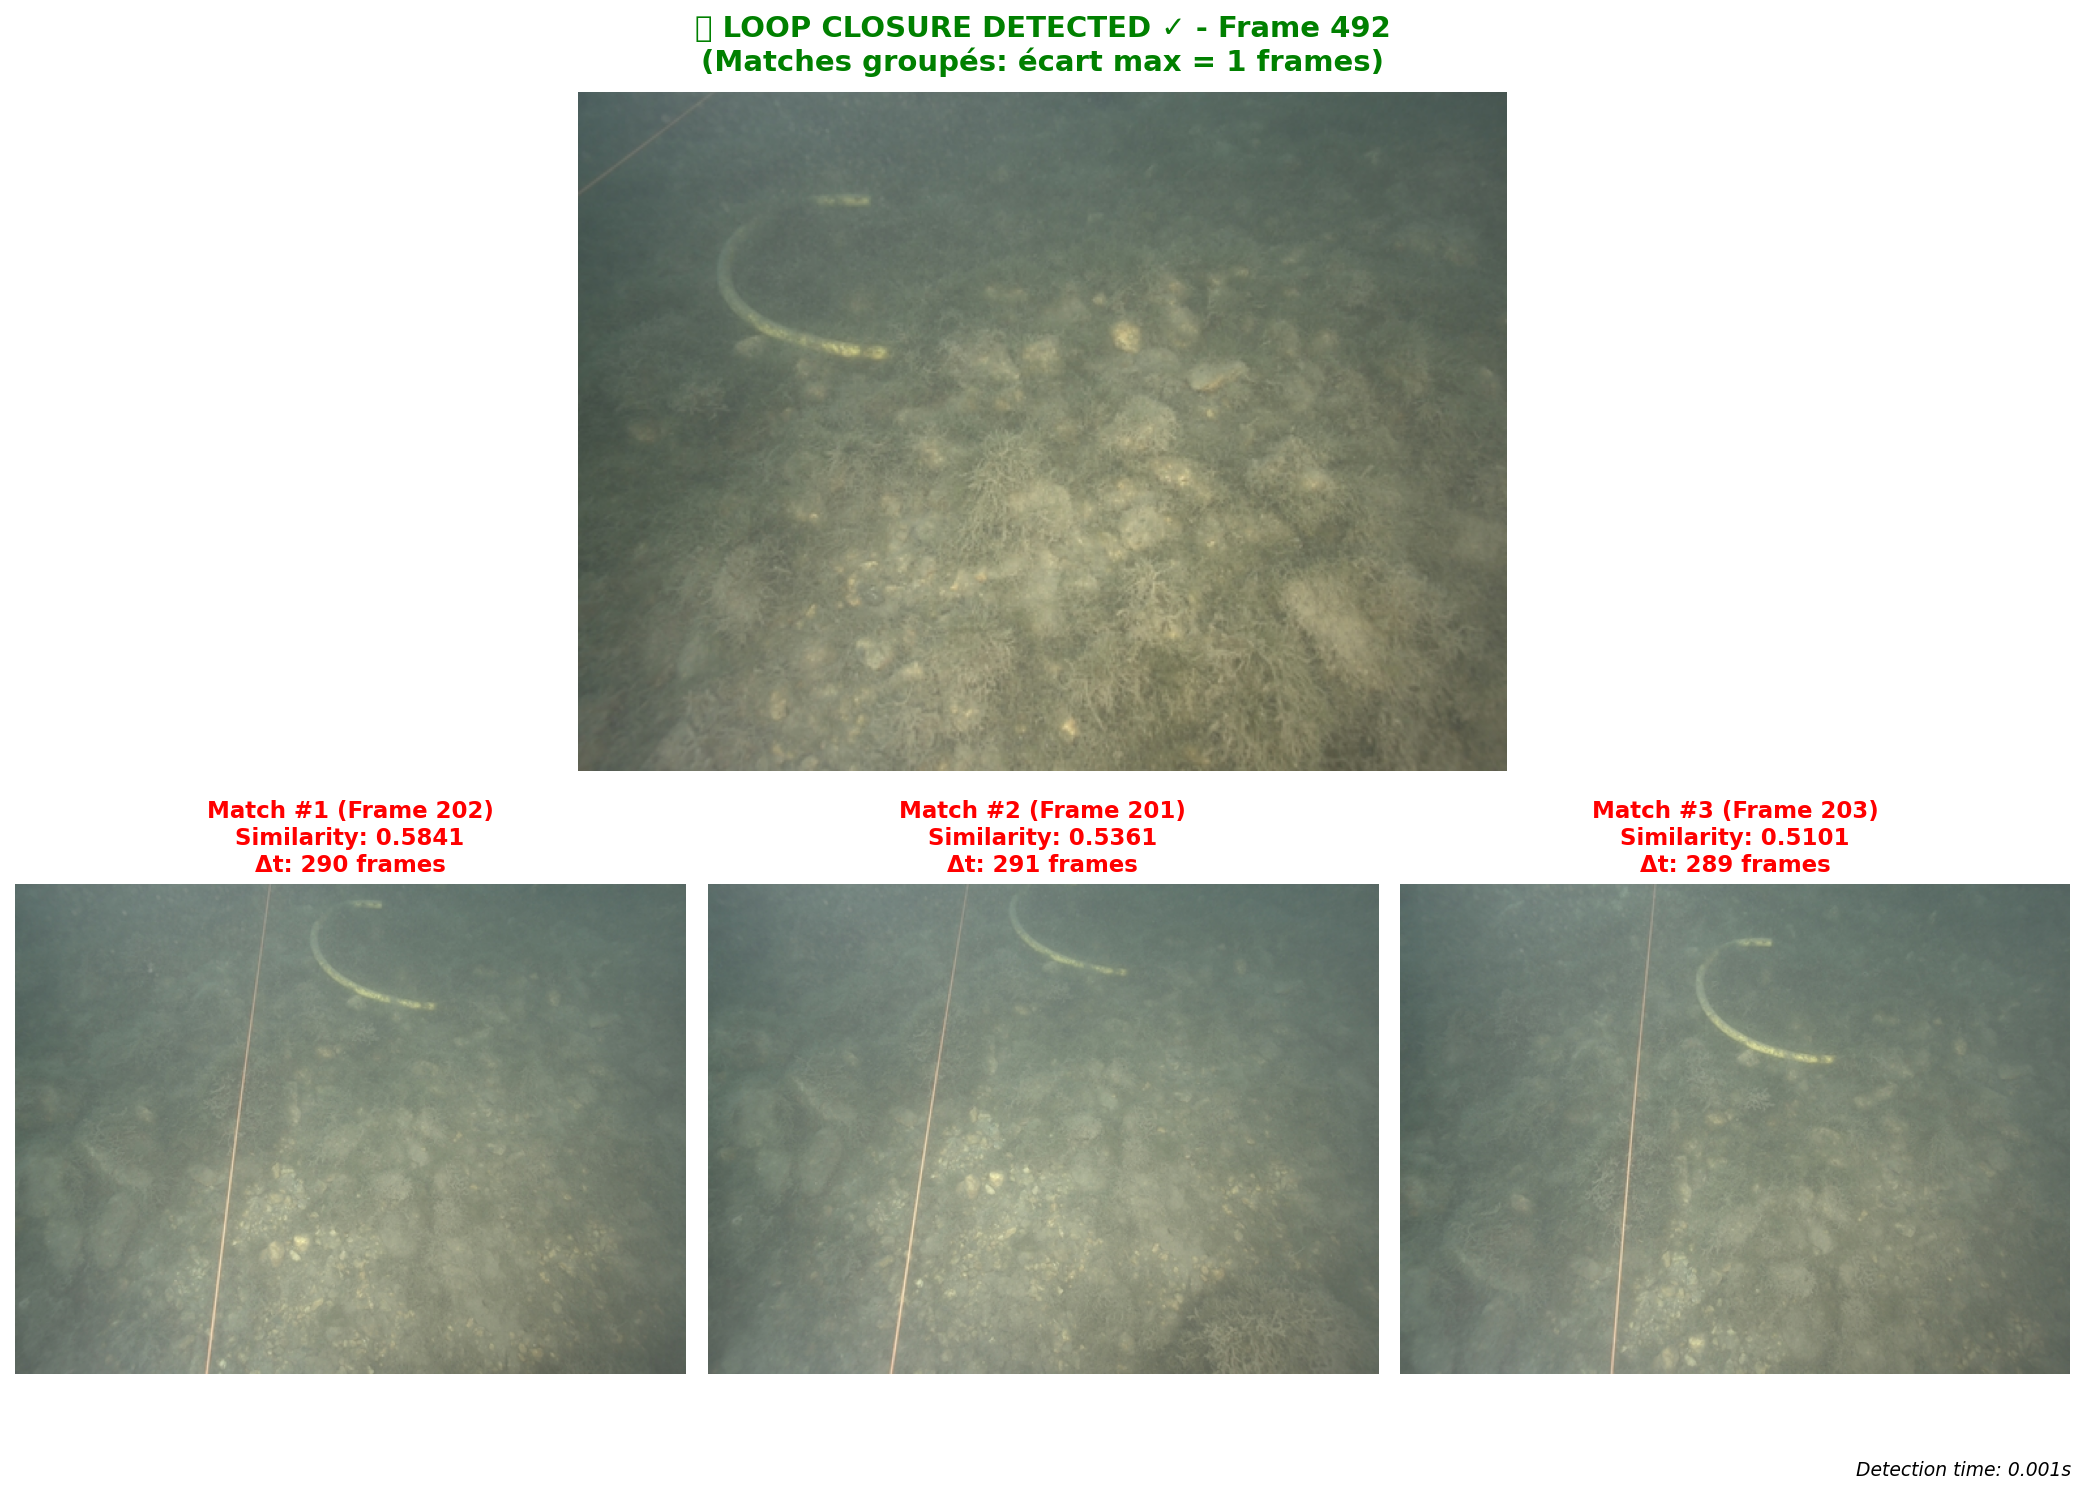 LOOP CLOSURE DETECTED ✓ - Frame 492
(Matches groupés: écart max = 1 frames)
Match #1 (Frame 202)
Similarity: 0.5841
Δt: 290 frames
Match #2 (Frame 201)
Similarity: 0.5361
Δt: 291 frames
Match #3 (Frame 203)
Similarity: 0.5101
Δt: 289 frames
Detection time: 0.001s